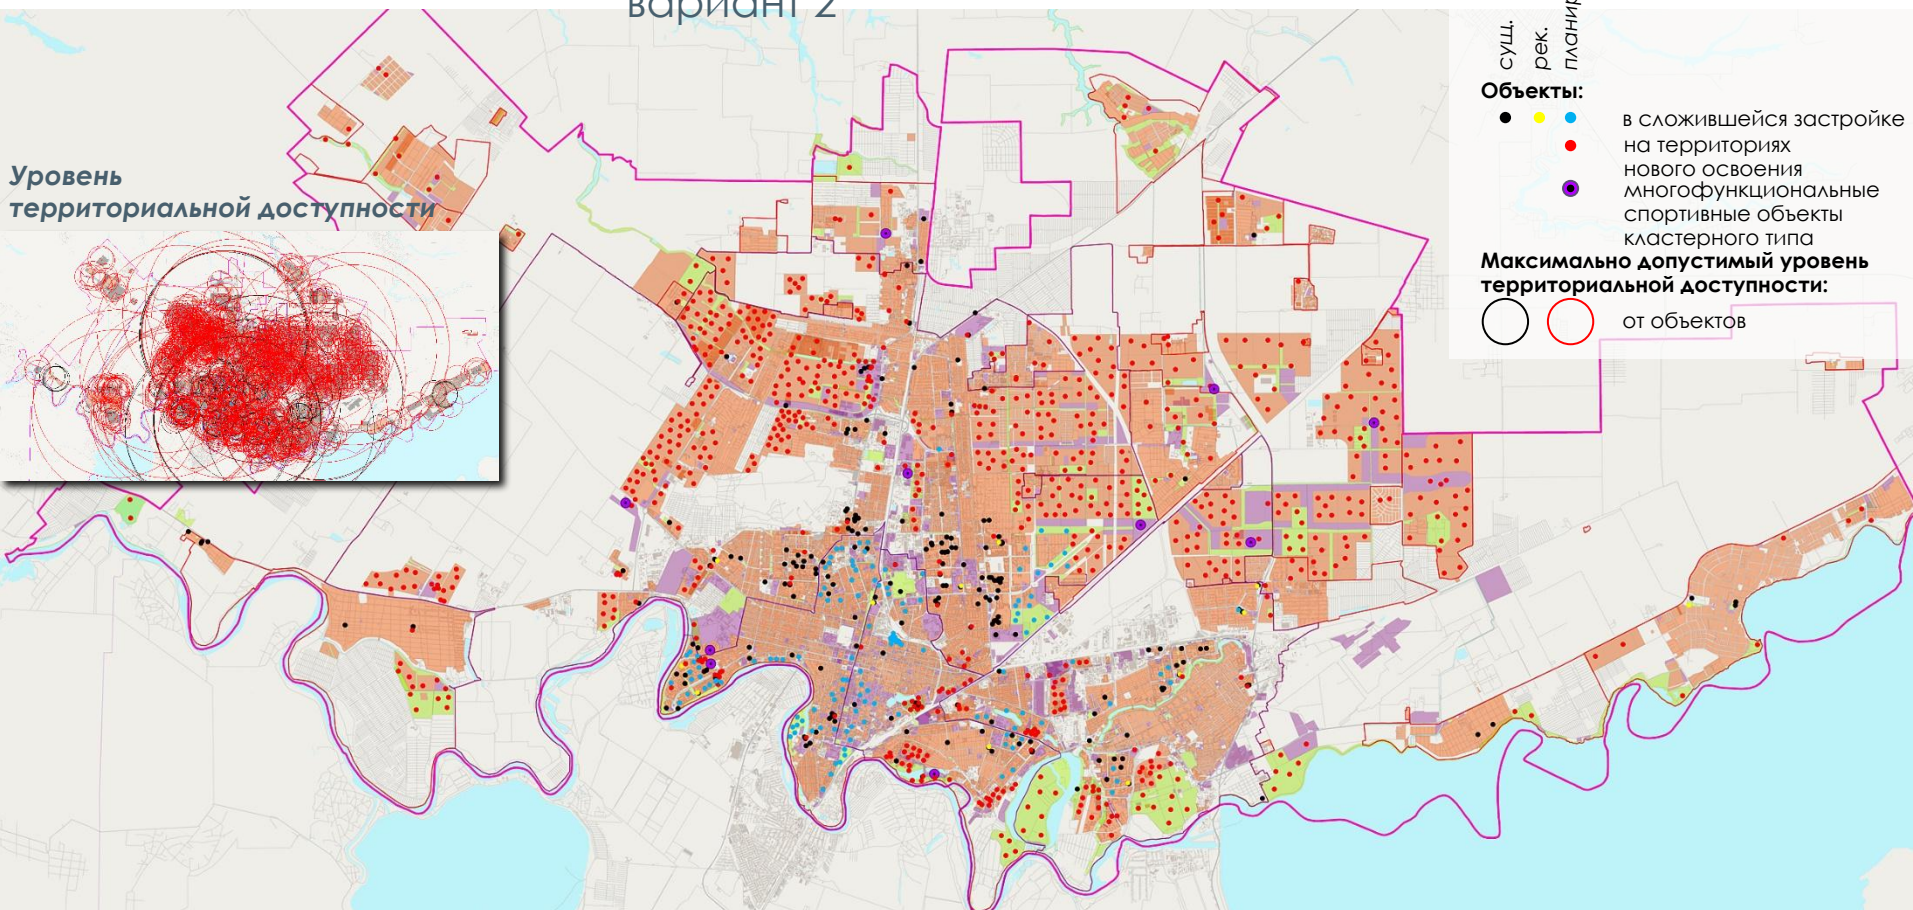 вариант 2
сущ.
рек.
планир
Объекты:
в сложившейся застройке
на территориях
нового освоения
многофункциональные
спортивные объекты
кластерного типа
Максимально допустимый уровень
территориальной доступности:
от объектов
Уровень
территориальной доступности